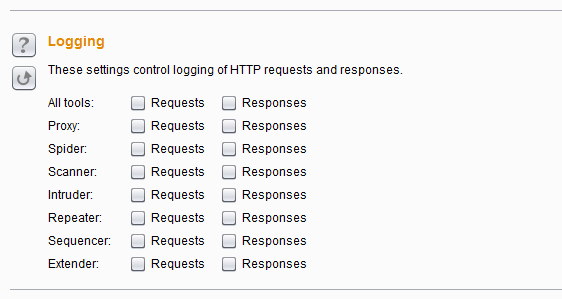 Logging
These settings control logging of HTTP requests and responses.
All tools: Requests Responses
Proxy: Requests Responses
Spider: Requests Responses
Scanner: Requests Responses
Intruder: Requests Responses
Repeater: Requests Responses
Sequencer: Requests Responses
Extender: Requests Responses